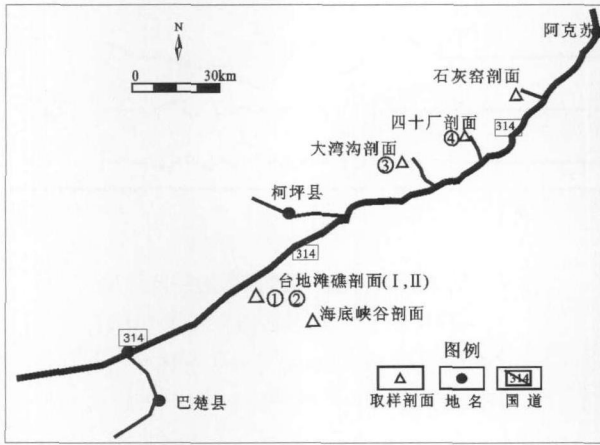 阿克苏
N
0 30km
石灰窑剖面
四十厂剖面
④
314
大湾沟剖面
③
柯坪县
314
台地滩礁剖面(I,II)
① ②
海底峡谷剖面
314
巴楚县
图例
314
取样剖面 地名 国道